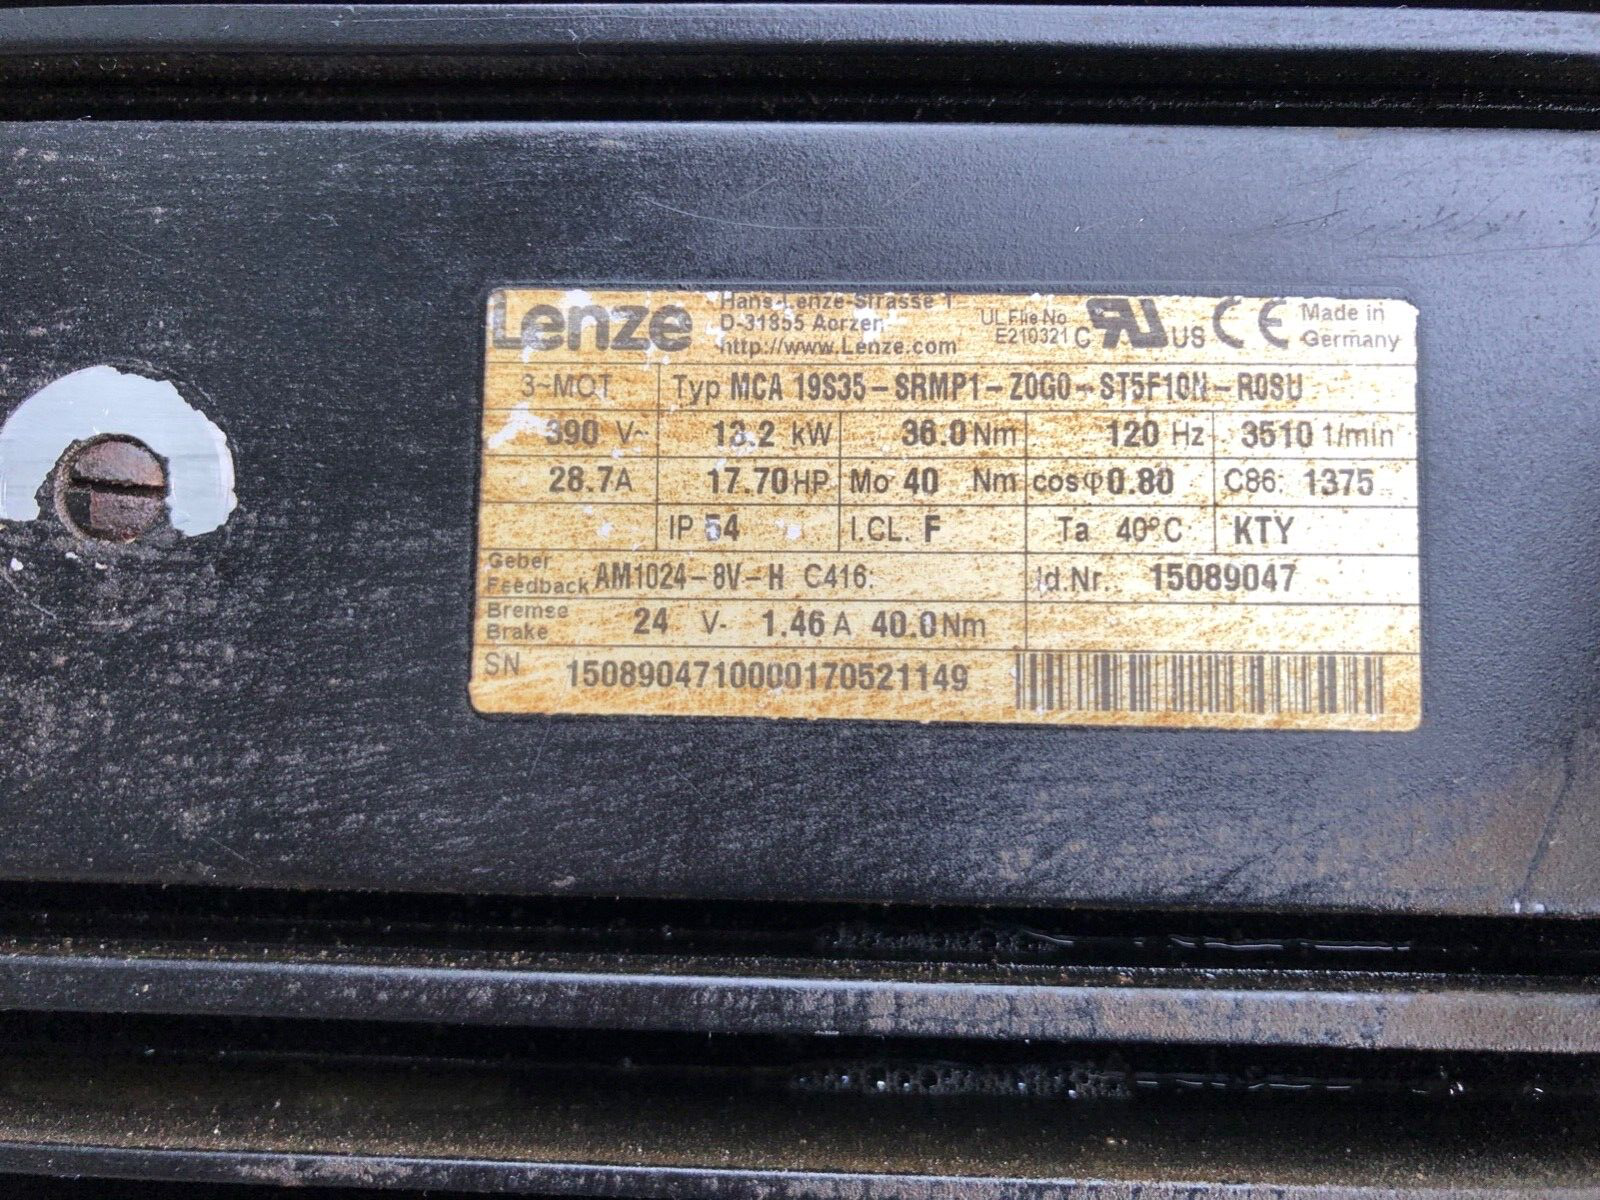 Lenze
Hans-Lenze-Strasse 1
D-31855 Aerzen
http://www.Lenze.com
UL File No
E210321
C RU US CE
Made in
Germany
3~MOT Typ MCA 19S35-SRMP1-Z0G0-ST5F10N-R0SU
390 V~ 13.2 kW 36.0 Nm 120 Hz 3510 1/min
28.7 A 17.70 HP Mo 40 Nm cosφ 0.80 C86: 1375
IP 54 I.CL. F Ta 40°C KTY
Geber
Feedback AM1024-8V-H C416: Id.Nr. 15089047
Bremse
Brake 24 V- 1.46 A 40.0 Nm
SN 1508904710000170521149